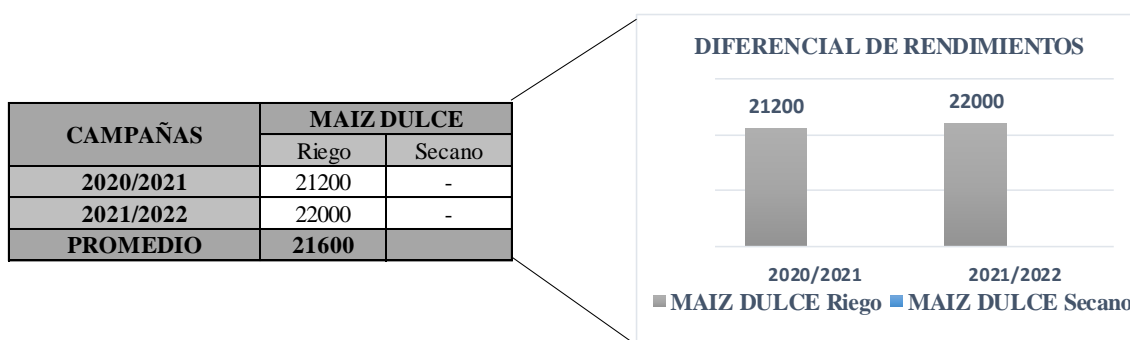 CAMPAÑAS MAIZ DULCE
Riego Secano
2020/2021 21200 -
2021/2022 22000 -
PROMEDIO 21600
DIFERENCIAL DE RENDIMIENTOS
21200 22000
2020/2021 2021/2022
MAIZ DULCE Riego MAIZ DULCE Secano